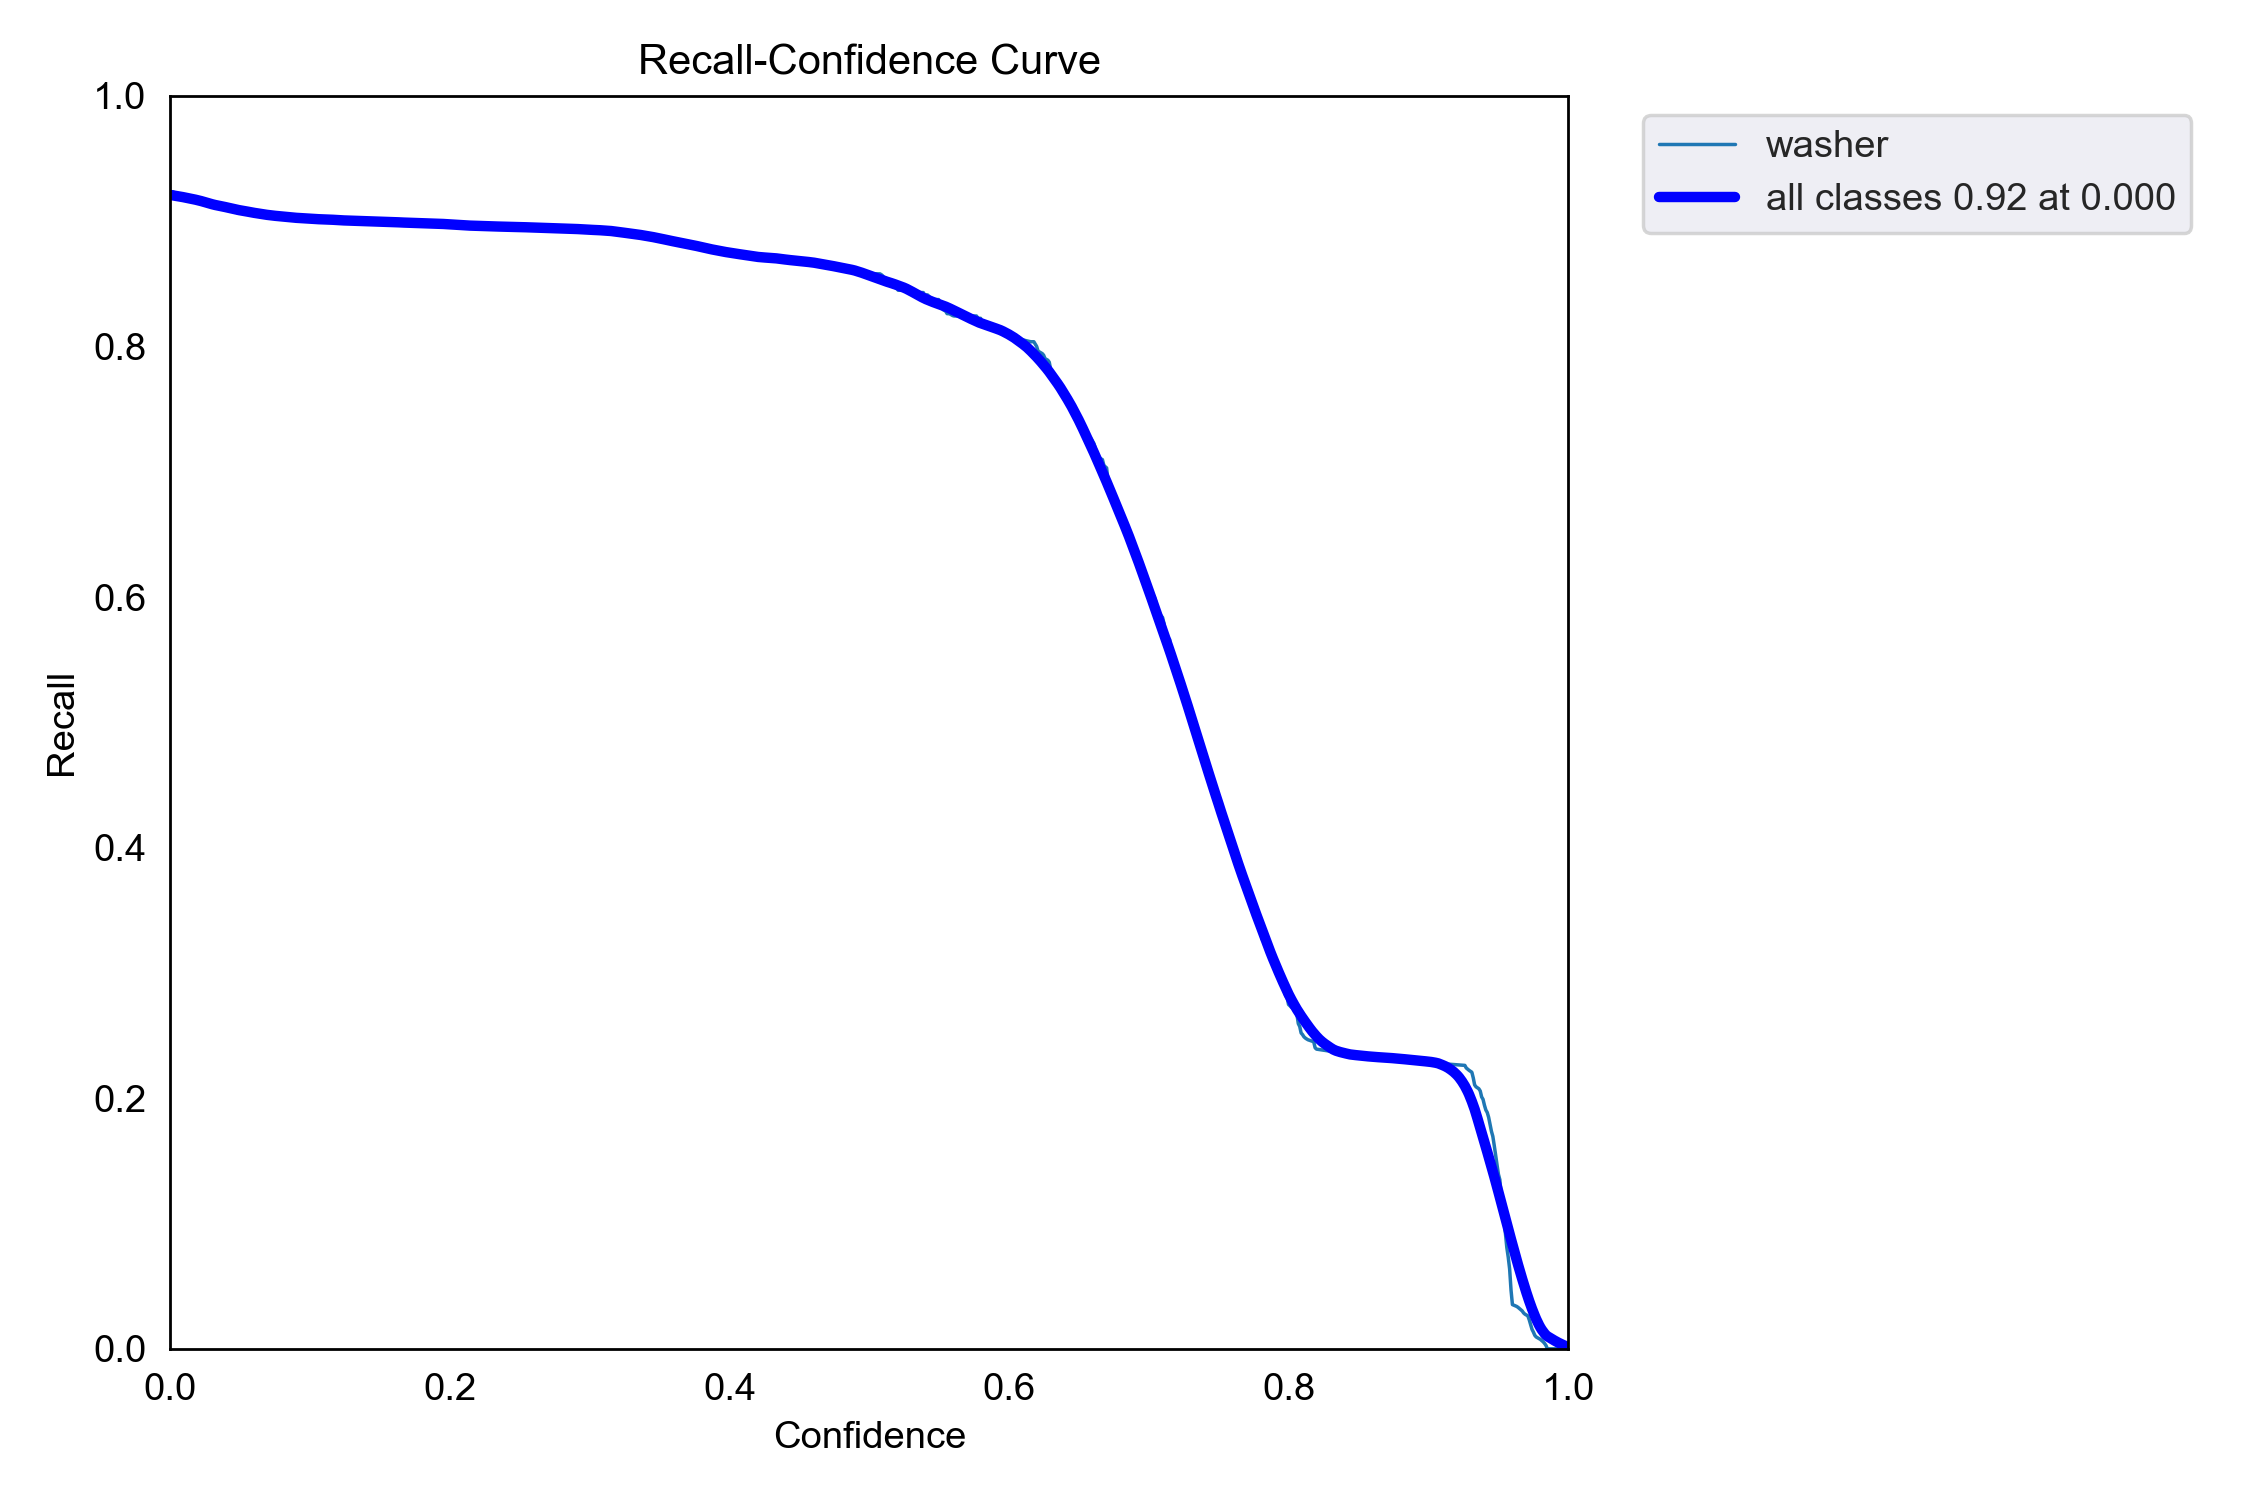 Recall-Confidence Curve
1.0
0.8
0.6
0.4
0.2
0.0
Recall
0.0 0.2 0.4 0.6 0.8 1.0
Confidence
washer
all classes 0.92 at 0.000